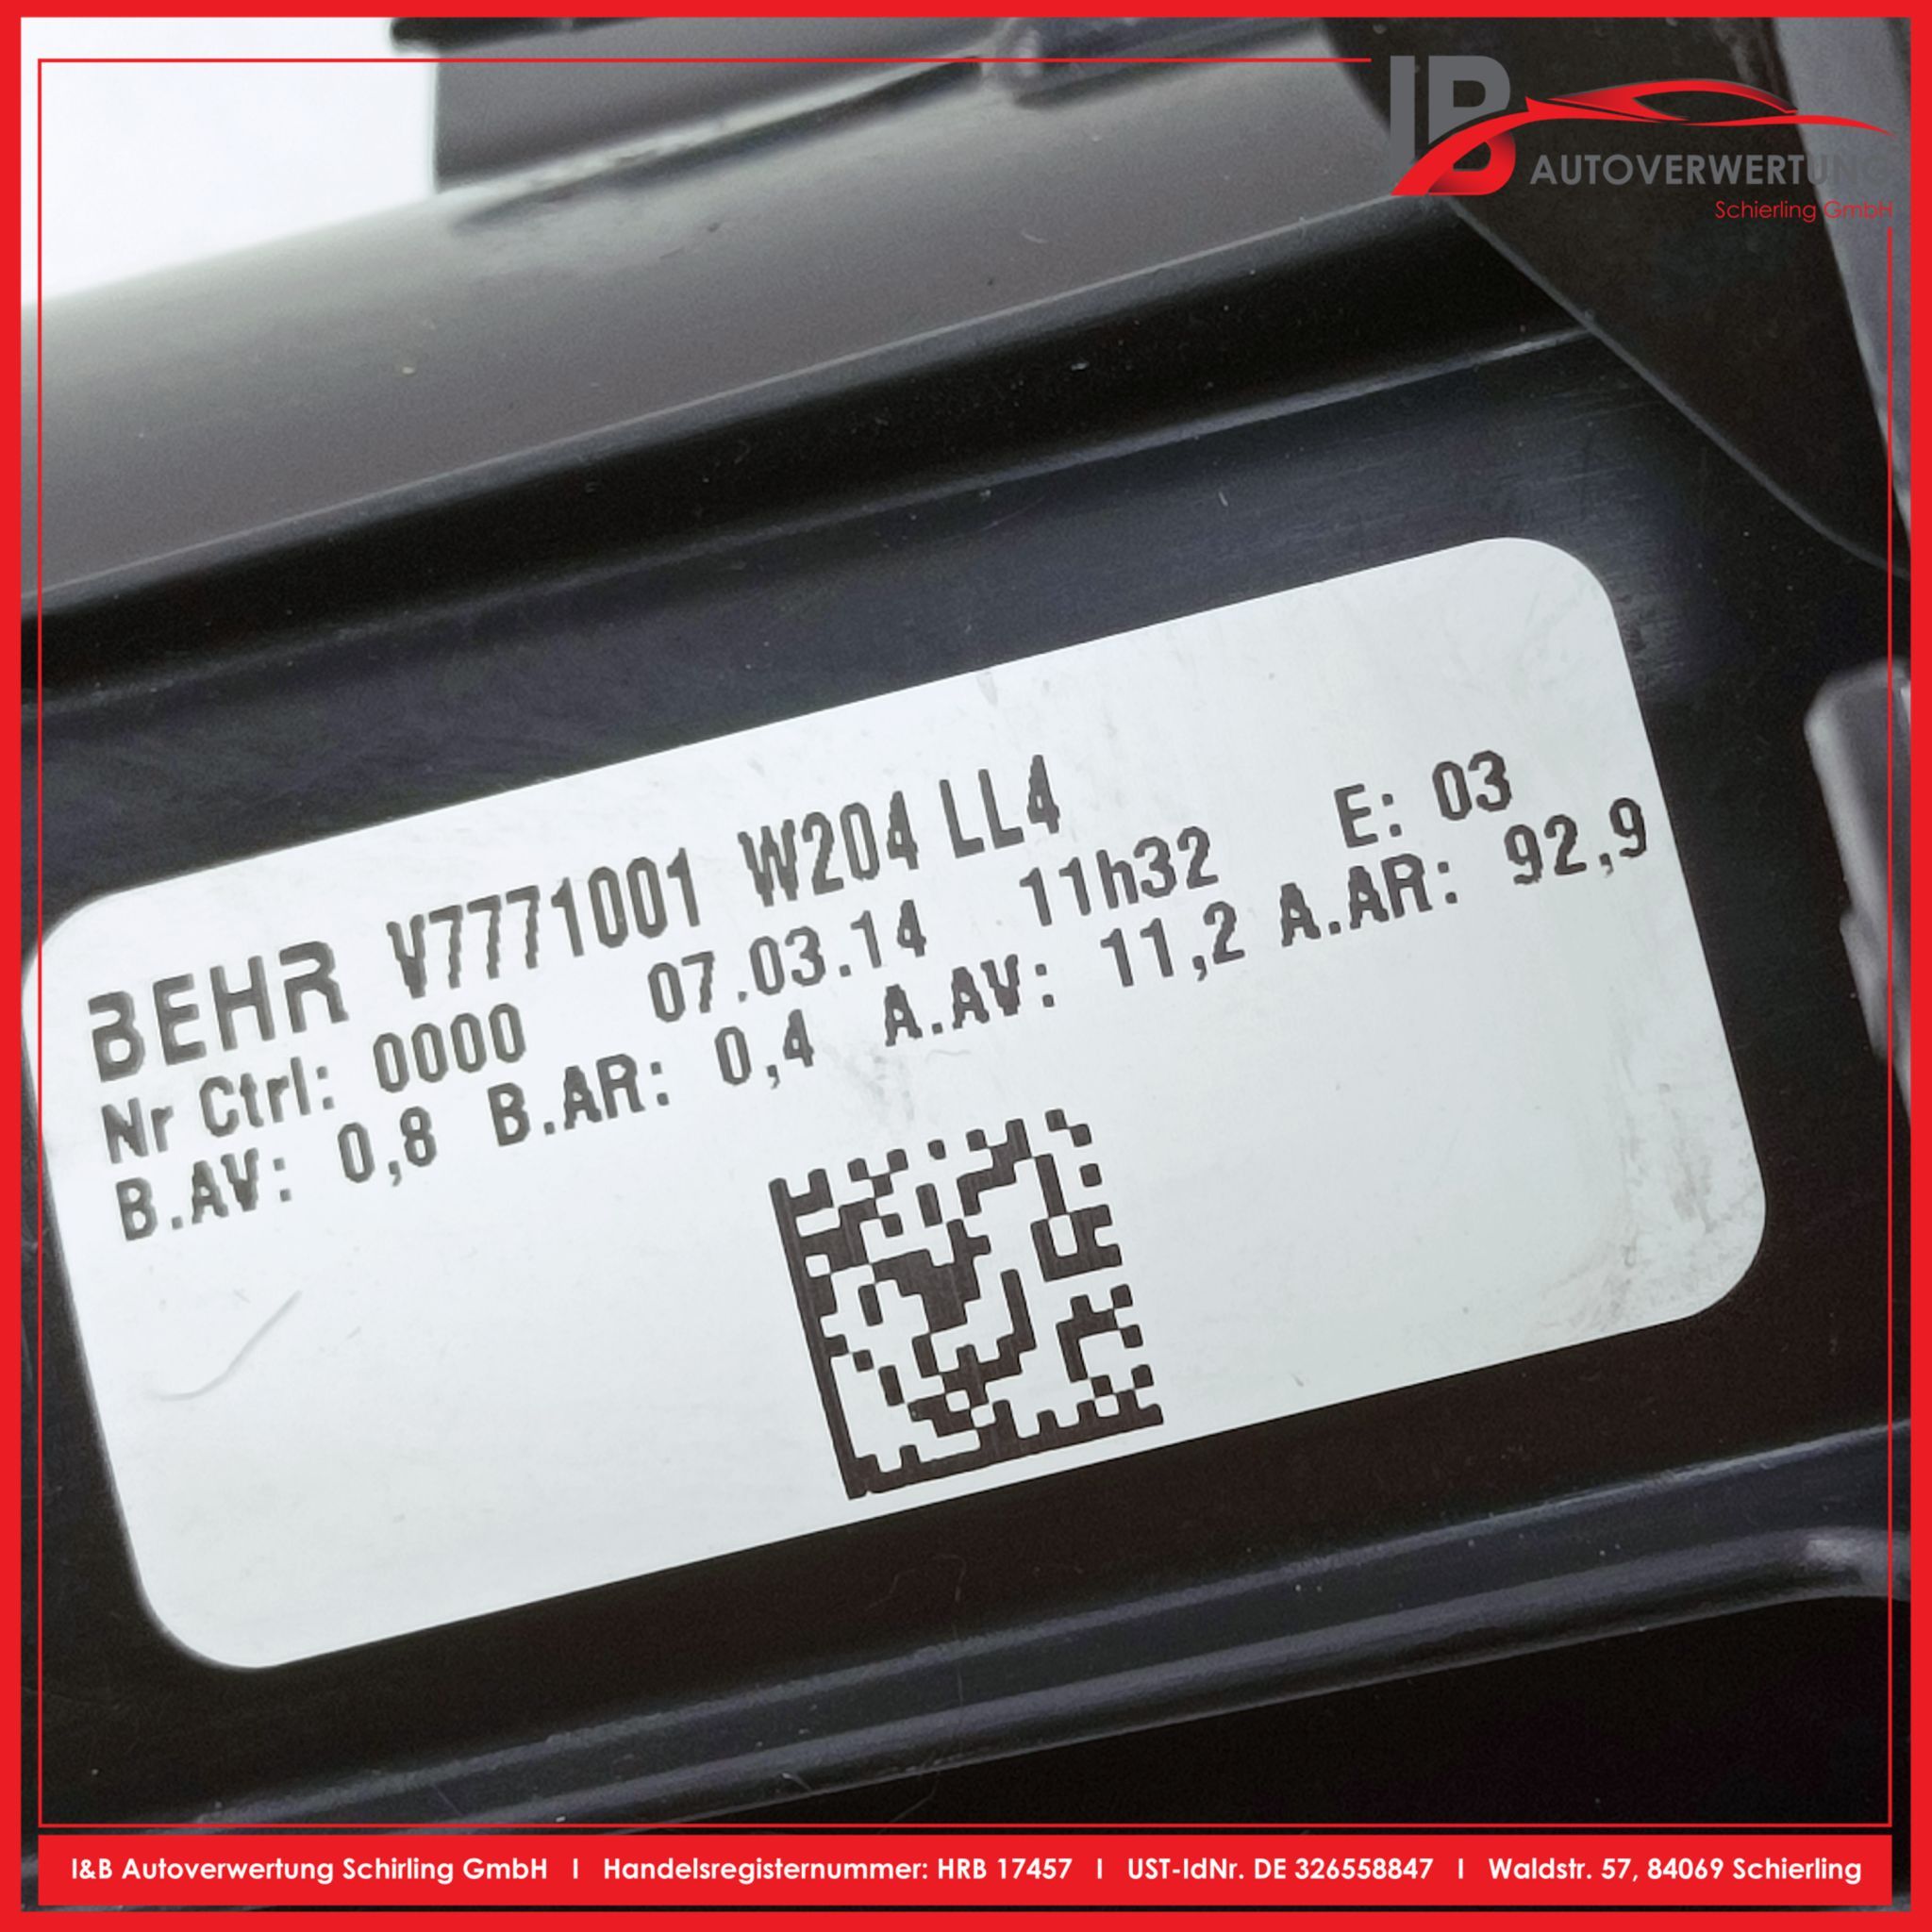 IB
AUTOVERWERTUNG
Schierling GmbH
BEHR V7771001 W204 LL4
Nr Ctrl: 0000 07.03.14 11h32 E: 03
B.AV: 0,8 B.AR: 0,4 A.AV: 11,2 A.AR: 92,9
I&B Autoverwertung Schirling GmbH I Handelsregisternummer: HRB 17457 I UST-IdNr. DE 326558847 I Waldstr. 57, 84069 Schierling